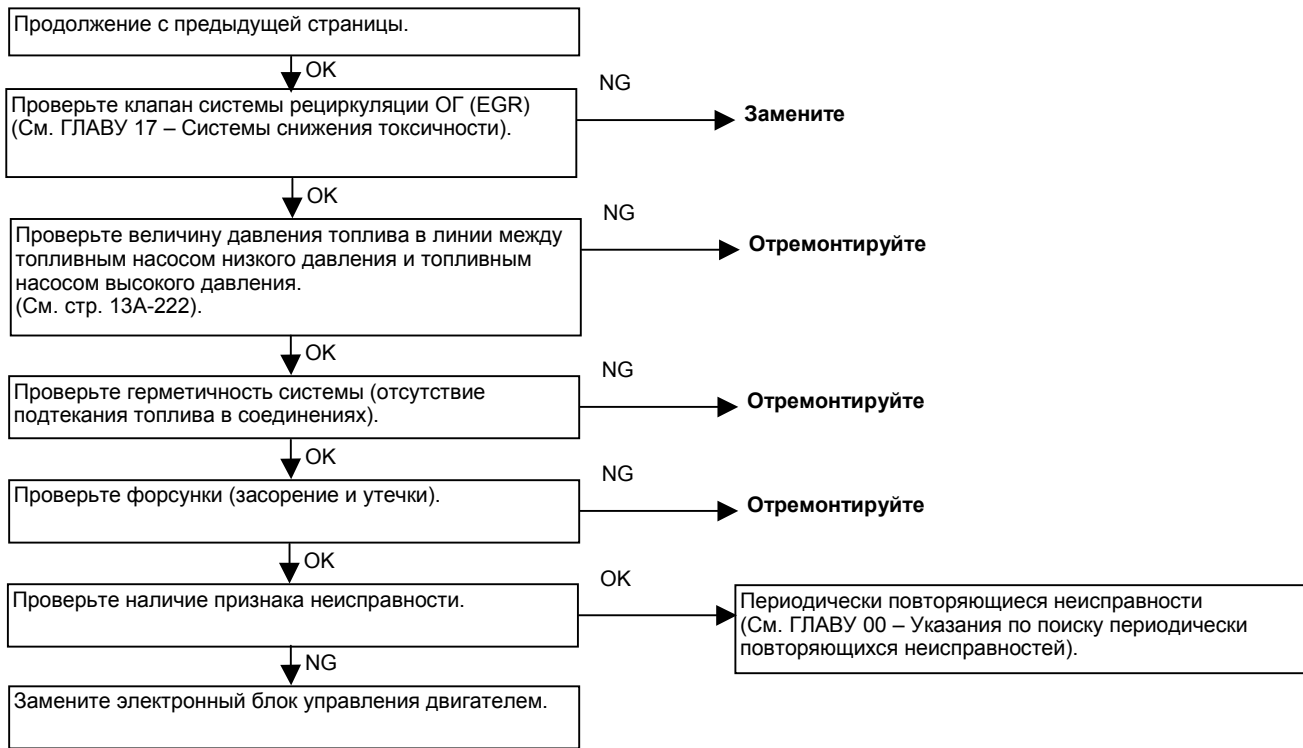 Продолжение с предыдущей страницы.
OK
Проверьте клапан системы рециркуляции ОГ (EGR)
(См. ГЛАВУ 17 – Системы снижения токсичности).
NG
Замените
OK
Проверьте величину давления топлива в линии между
топливным насосом низкого давления и топливным
насосом высокого давления.
(См. стр. 13А-222).
NG
Отремонтируйте
OK
Проверьте герметичность системы (отсутствие
подтекания топлива в соединениях).
NG
Отремонтируйте
OK
Проверьте форсунки (засорение и утечки).
NG
Отремонтируйте
OK
Проверьте наличие признака неисправности.
OK
Периодически повторяющиеся неисправности
(См. ГЛАВУ 00 – Указания по поиску периодически
повторяющихся неисправностей).
NG
Замените электронный блок управления двигателем.